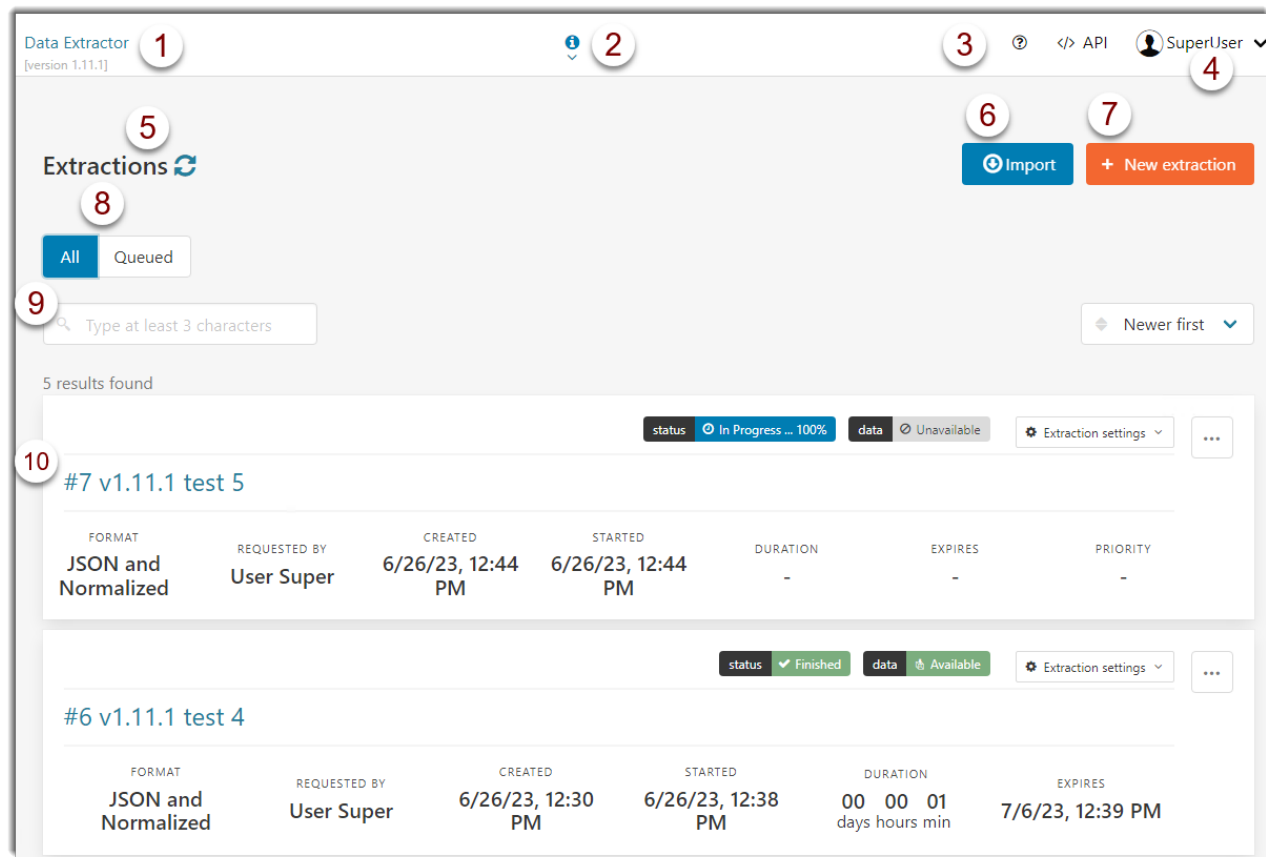 Data Extractor 1 2 3 </> API SuperUser
[version 1.11.1] 4
5 6 7
Extractions Import + New extraction
8
All Queued
9 Type at least 3 characters Newer first
5 results found
status In Progress ... 100% data Unavailable Extraction settings ...
10
#7 v1.11.1 test 5
FORMAT REQUESTED BY CREATED STARTED DURATION EXPIRES PRIORITY
JSON and User Super 6/26/23, 12:44 6/26/23, 12:44 - - -
Normalized PM PM
status Finished data Available Extraction settings ...
#6 v1.11.1 test 4
FORMAT REQUESTED BY CREATED STARTED DURATION EXPIRES
JSON and User Super 6/26/23, 12:30 6/26/23, 12:38 00 00 01 7/6/23, 12:39 PM
Normalized PM PM days hours min